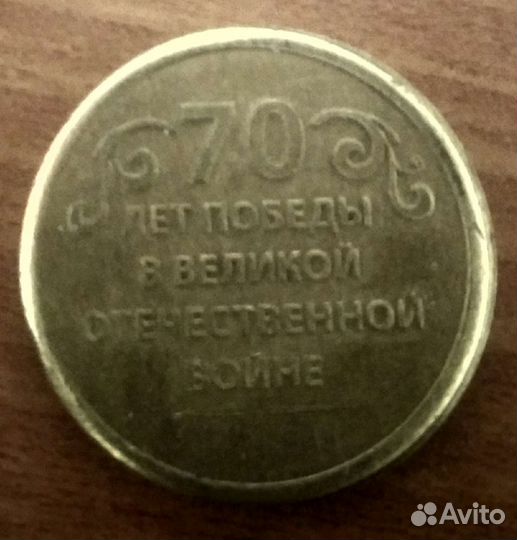 70
ЛЕТ ПОБЕДЫ
В ВЕЛИКОЙ
ОТЕЧЕСТВЕННОЙ
ВОЙНЕ
Avito